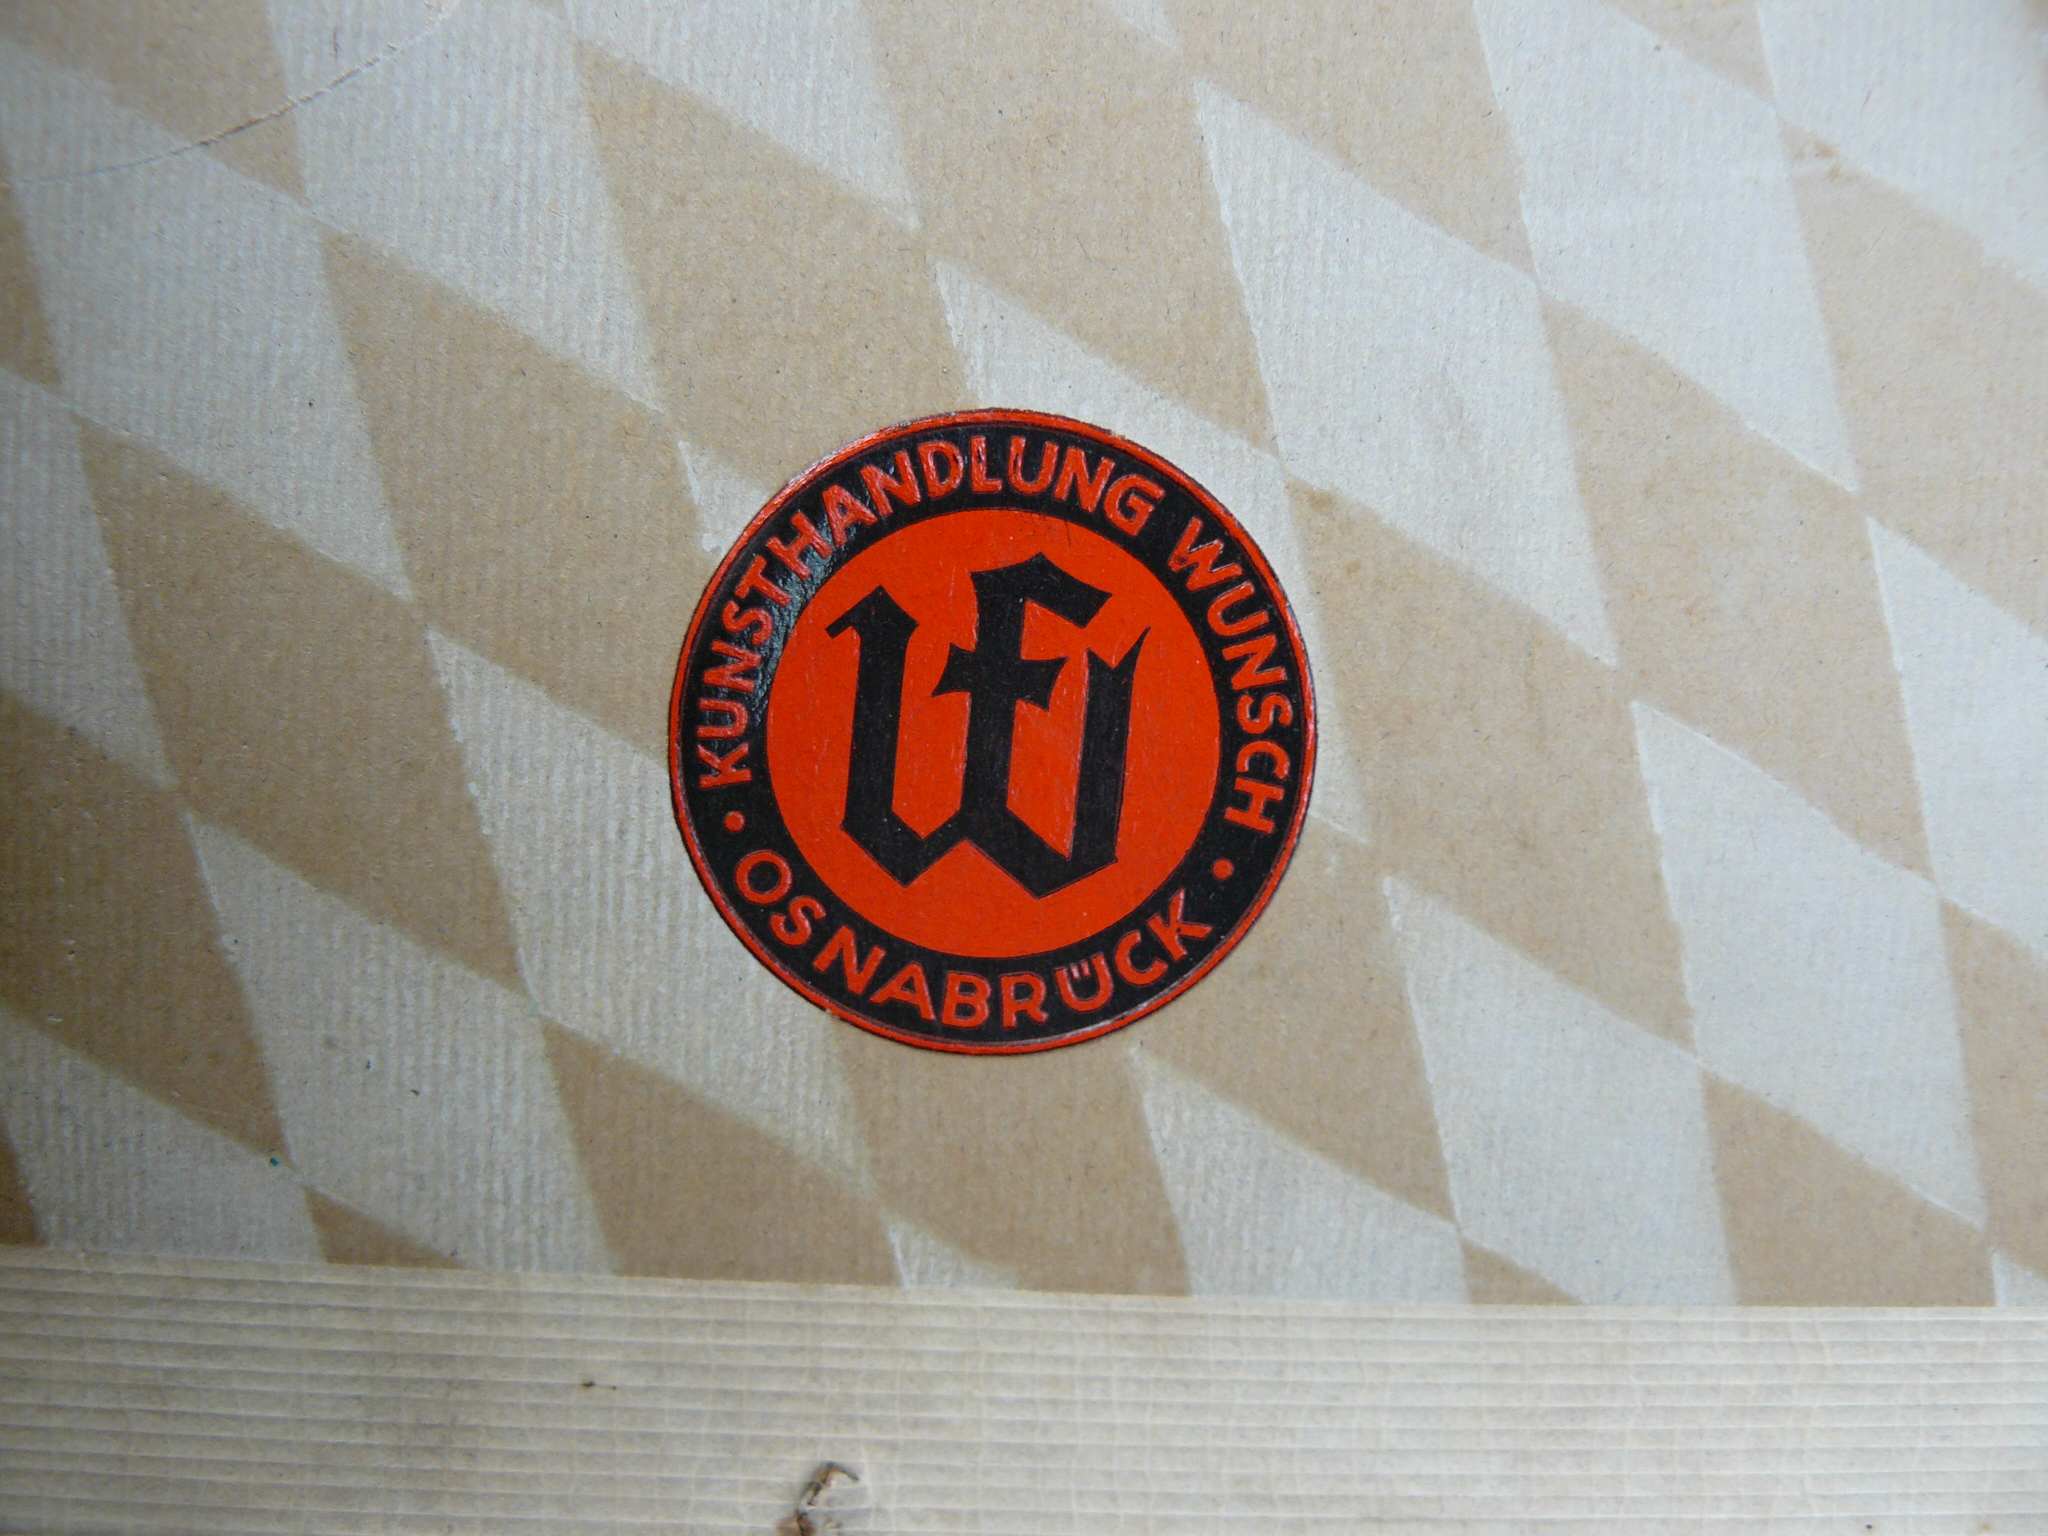 KUNSTHANDLUNG WUNSCH
· OSNABRÜCK ·